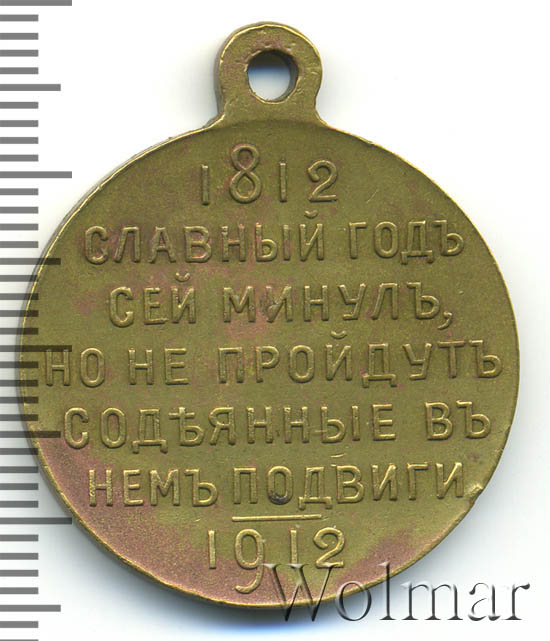 1812
СЛАВНЫЙ ГОДЪ
СЕЙ МИНУЛЪ,
НО НЕ ПРОЙДУТЪ
СОДѢЯННЫЕ ВЪ
НЕМЪ ПОДВИГИ
1912
Wolmar